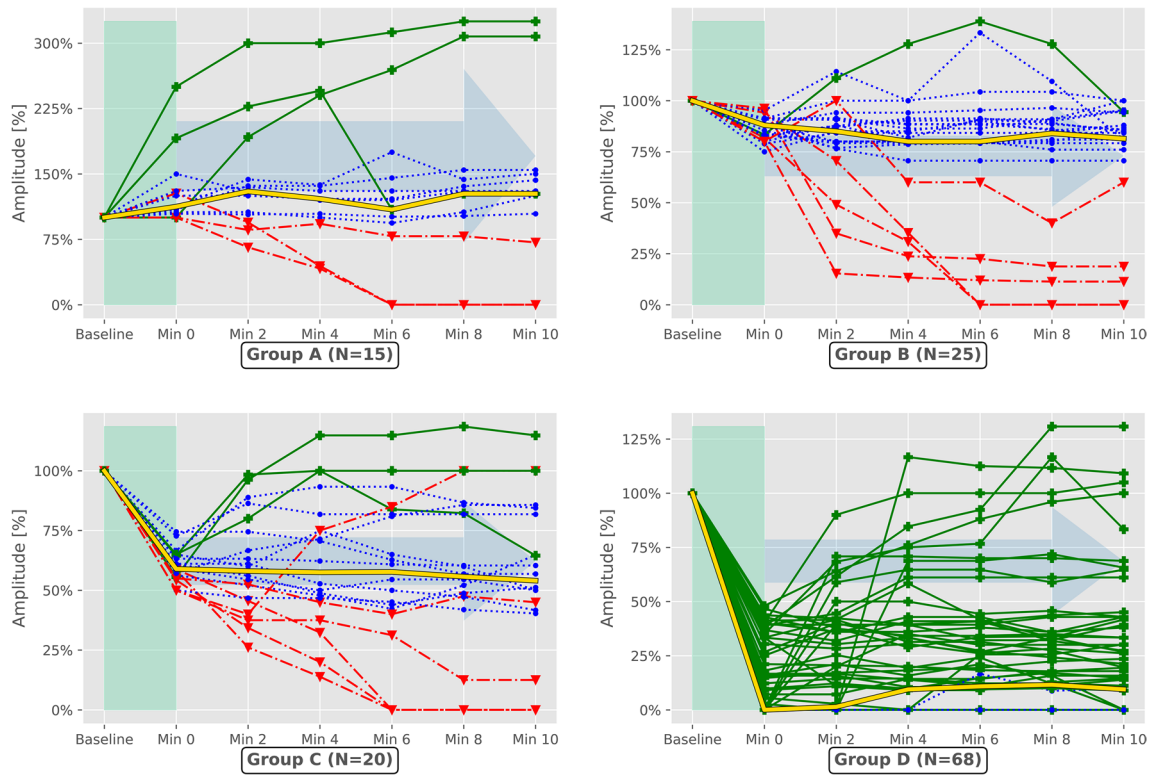 Amplitude [%]
300%
225%
150%
75%
0%
Baseline Min 0 Min 2 Min 4 Min 6 Min 8 Min 10
Group A (N=15)
Amplitude [%]
125%
100%
75%
50%
25%
0%
Baseline Min 0 Min 2 Min 4 Min 6 Min 8 Min 10
Group B (N=25)
Amplitude [%]
100%
75%
50%
25%
0%
Baseline Min 0 Min 2 Min 4 Min 6 Min 8 Min 10
Group C (N=20)
Amplitude [%]
125%
100%
75%
50%
25%
0%
Baseline Min 0 Min 2 Min 4 Min 6 Min 8 Min 10
Group D (N=68)